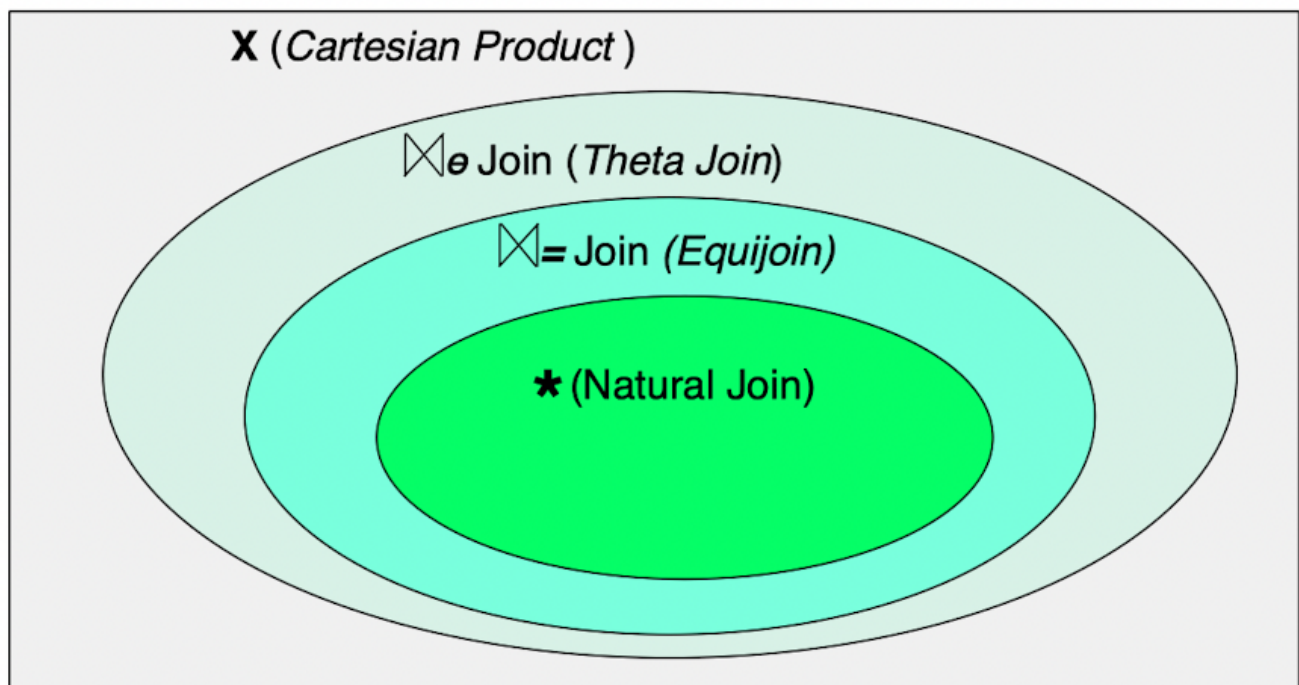 X (Cartesian Product )
⋈ɵ Join (Theta Join)
⋈= Join (Equijoin)
* (Natural Join)